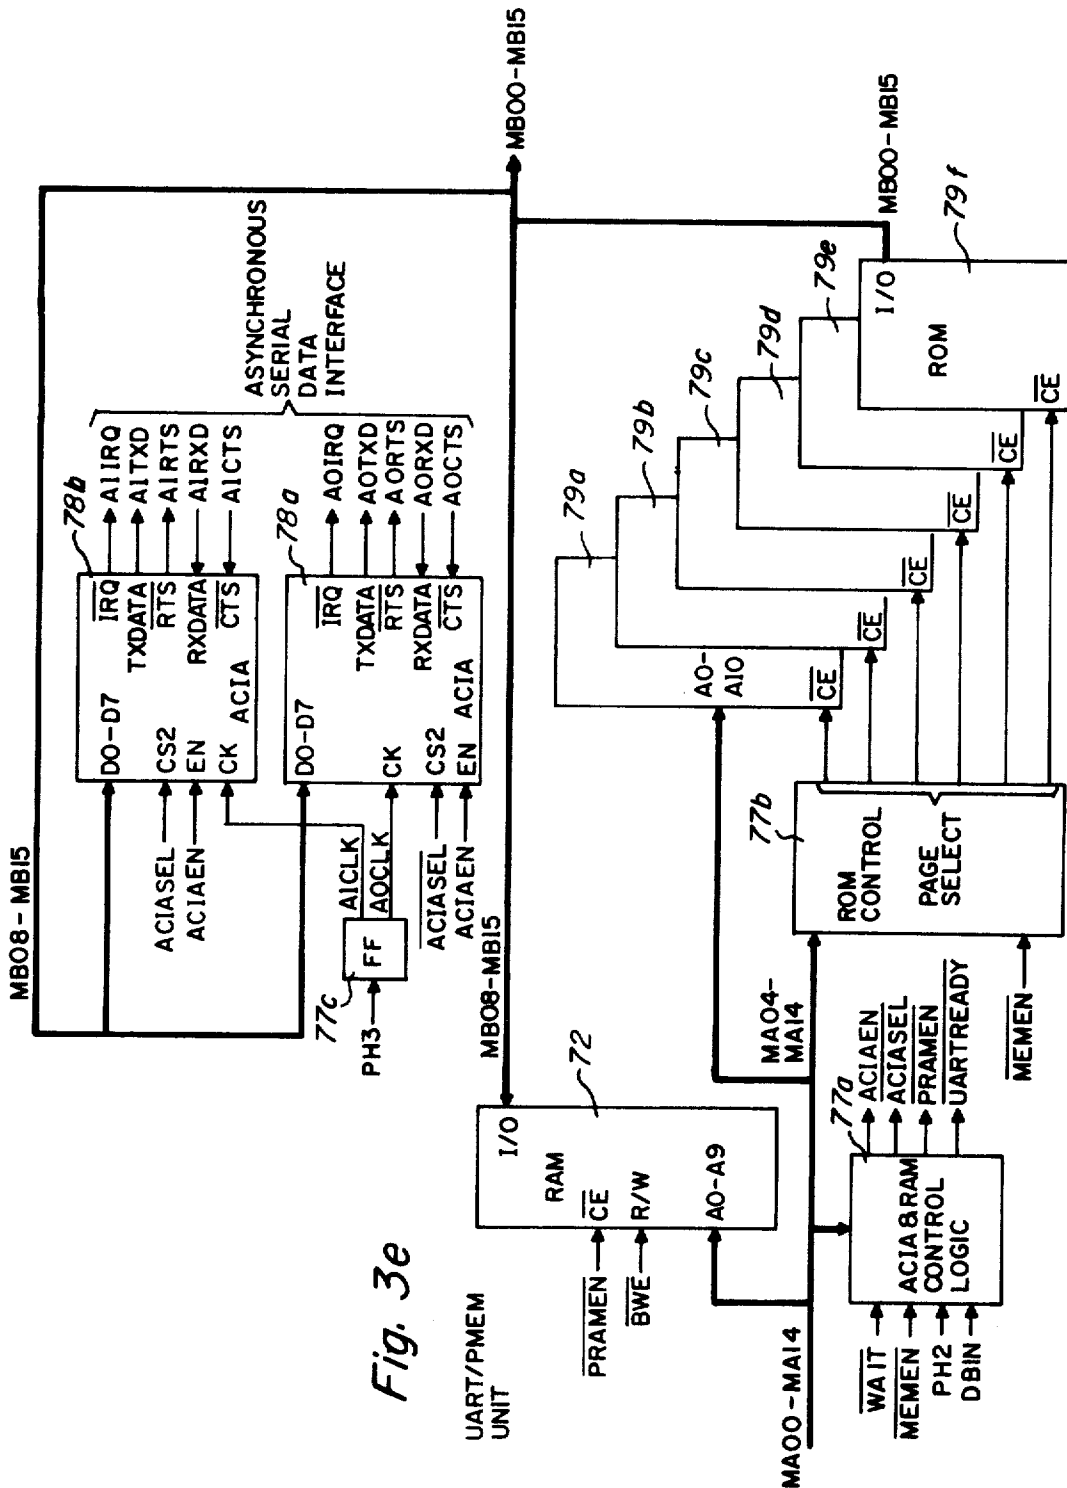 Fig. 3e
UART/PMEM
UNIT
MB08-MB15
MB00-MB15
ASYNCHRONOUS
SERIAL
DATA
INTERFACE
78b
D0-D7
CS2
EN
CK
ACIA
IRQ
TXDATA
RTS
RXDATA
CTS
A1IRQ
A1TXD
A1RTS
A1RXD
A1CTS
ACIASEL
ACIAEN
78a
D0-D7
CK
CS2
EN
ACIA
IRQ
TXDATA
RTS
RXDATA
CTS
A0IRQ
A0TXD
A0RTS
A0RXD
A0CTS
A1CLK
A0CLK
77c
FF
PH3
ACIASEL
ACIAEN
MB08-MB15
72
I/O
RAM
CE
R/W
A0-A9
PRAMEN
BWE
79a
79b
79c
79d
79e
79f
A0-
A10
CE
CE
CE
CE
CE
CE
I/O
ROM
MB00-MB15
MA00-MA14
MA04-
MA14
77b
ROM
CONTROL
PAGE
SELECT
MEMEN
77a
ACIA & RAM
CONTROL
LOGIC
WAIT
MEMEN
PH2
DBIN
ACIAEN
ACIASEL
PRAMEN
UARTREADY